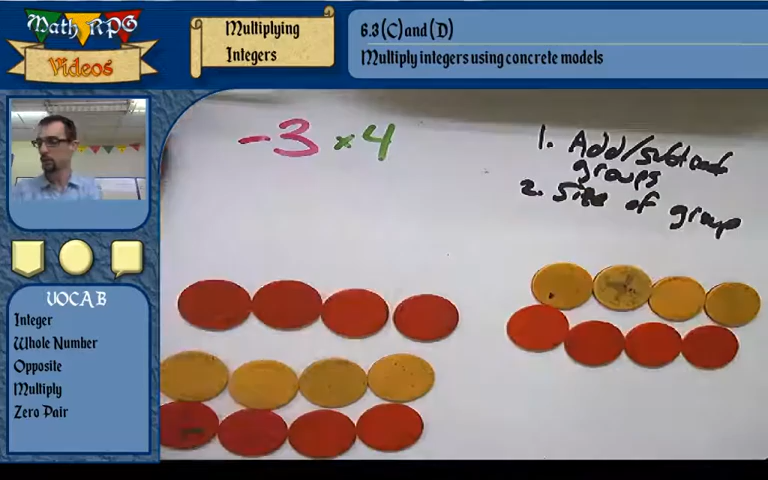 Math RPG
Videos
Multiplying
Integers
6.3(C) and (D)
Multiply integers using concrete models
-3 × 4
1. Add/subtract
groups
2. Size of group
VOCAB
Integer
Whole Number
Opposite
Multiply
Zero Pair